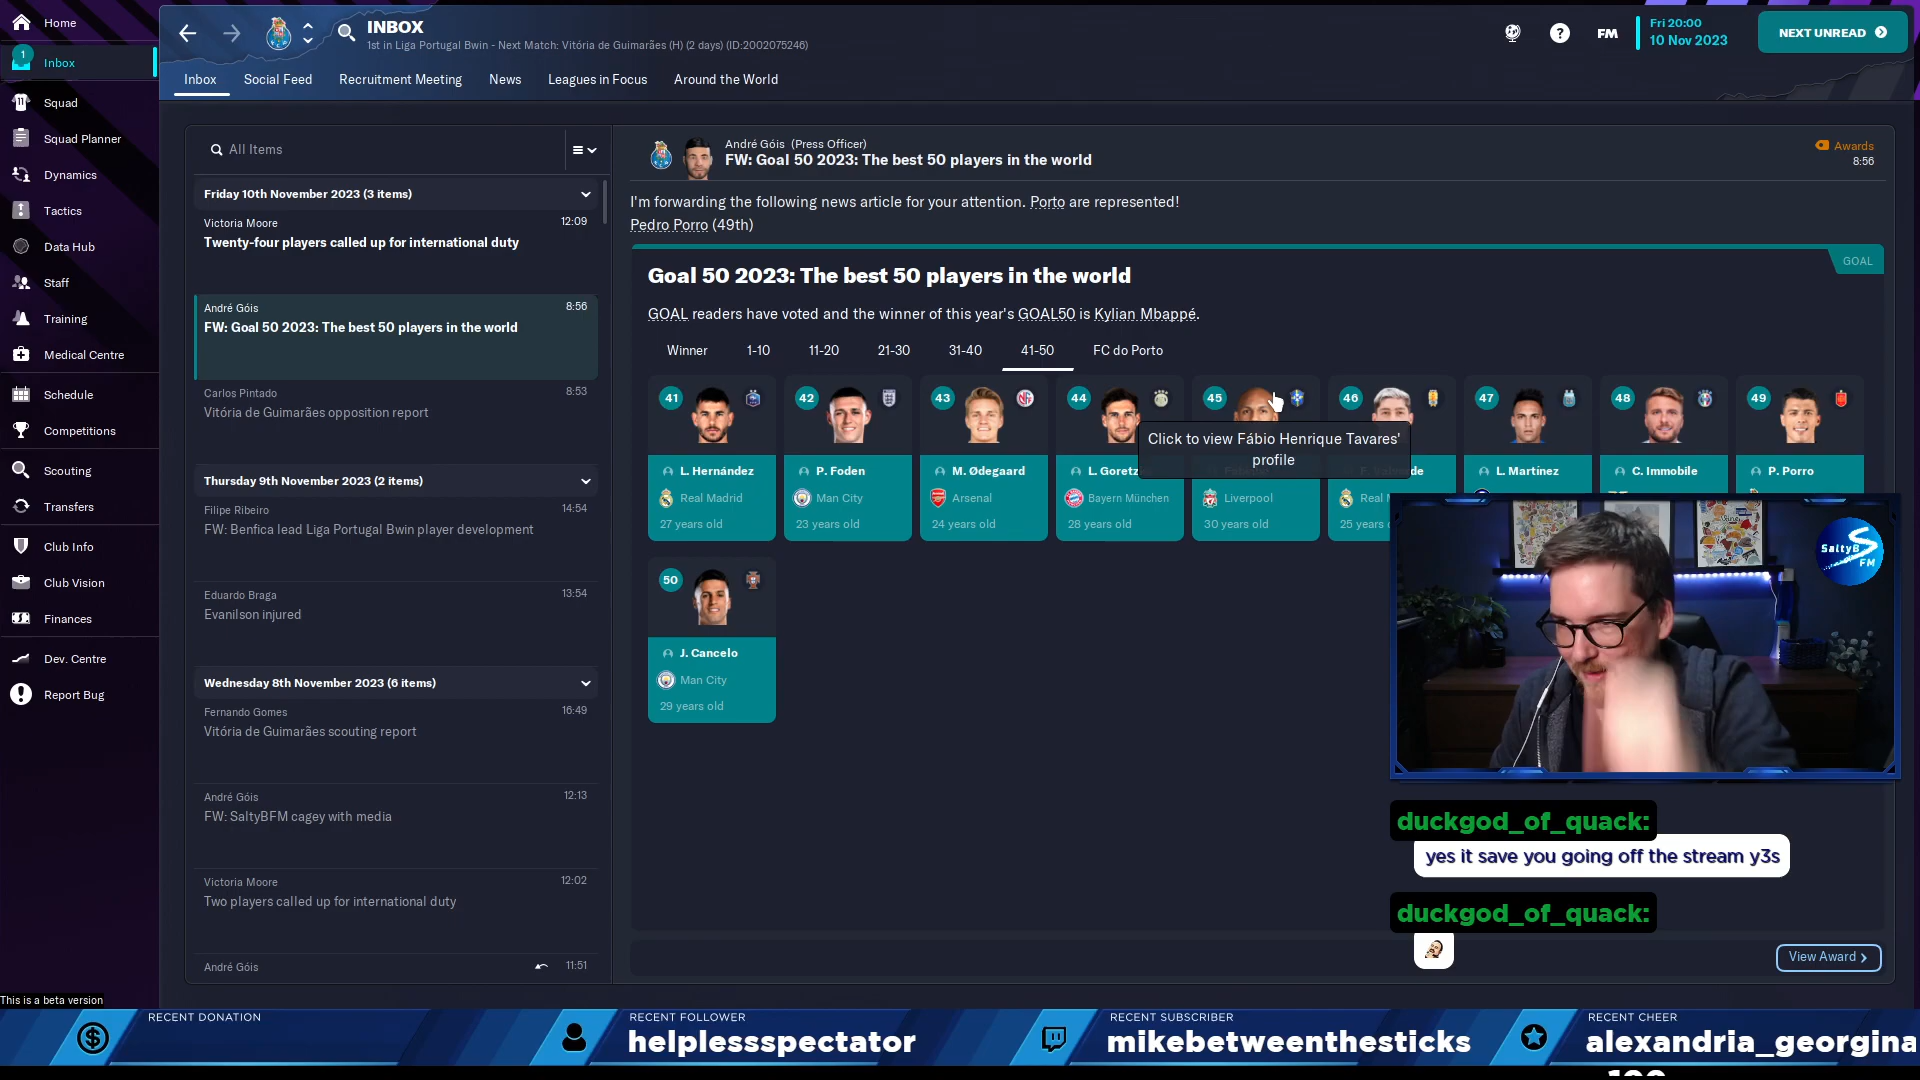 Home
Inbox
1
Squad
Squad Planner
Dynamics
Tactics
Data Hub
Staff
Training
Medical Centre
Schedule
Competitions
Scouting
Transfers
Club Info
Club Vision
Finances
Dev. Centre
Report Bug
This is a beta version
INBOX
1st in Liga Portugal Bwin - Next Match: Vitória de Guimarães (H) (2 days) (ID:2002075246)
FM
Fri 20:00
10 Nov 2023
NEXT UNREAD
Inbox Social Feed Recruitment Meeting News Leagues in Focus Around the World
All Items
Friday 10th November 2023 (3 items)
Victoria Moore 12:09
Twenty-four players called up for international duty
André Góis 8:56
FW: Goal 50 2023: The best 50 players in the world
Carlos Pintado 8:53
Vitória de Guimarães opposition report
Thursday 9th November 2023 (2 items)
Filipe Ribeiro 14:54
FW: Benfica lead Liga Portugal Bwin player development
Eduardo Braga 13:54
Evanilson injured
Wednesday 8th November 2023 (6 items)
Fernando Gomes 16:49
Vitória de Guimarães scouting report
André Góis 12:13
FW: SaltyBFM cagey with media
Victoria Moore 12:02
Two players called up for international duty
André Góis 11:51
André Góis (Press Officer)
FW: Goal 50 2023: The best 50 players in the world
Awards
8:56
I'm forwarding the following news article for your attention. Porto are represented!
Pedro Porro (49th)
GOAL
Goal 50 2023: The best 50 players in the world
GOAL readers have voted and the winner of this year's GOAL50 is Kylian Mbappé.
Winner 1-10 11-20 21-30 31-40 41-50 FC do Porto
41 42 43 44 45 46 47 48 49
Click to view Fábio Henrique Tavares'
profile
L. Hernández P. Foden M. Ødegaard L. Goretz L. Martínez C. Immobile P. Porro
Real Madrid Man City Arsenal Bayern München Liverpool Real
27 years old 23 years old 24 years old 28 years old 30 years old 25 years
50
J. Cancelo
Man City
29 years old
SaltyB
FM
duckgod_of_quack:
yes it save you going off the stream y3s
duckgod_of_quack:
View Award
RECENT DONATION
RECENT FOLLOWER
helplessspectator
RECENT SUBSCRIBER
mikebetweenthesticks
RECENT CHEER
alexandria_georgina